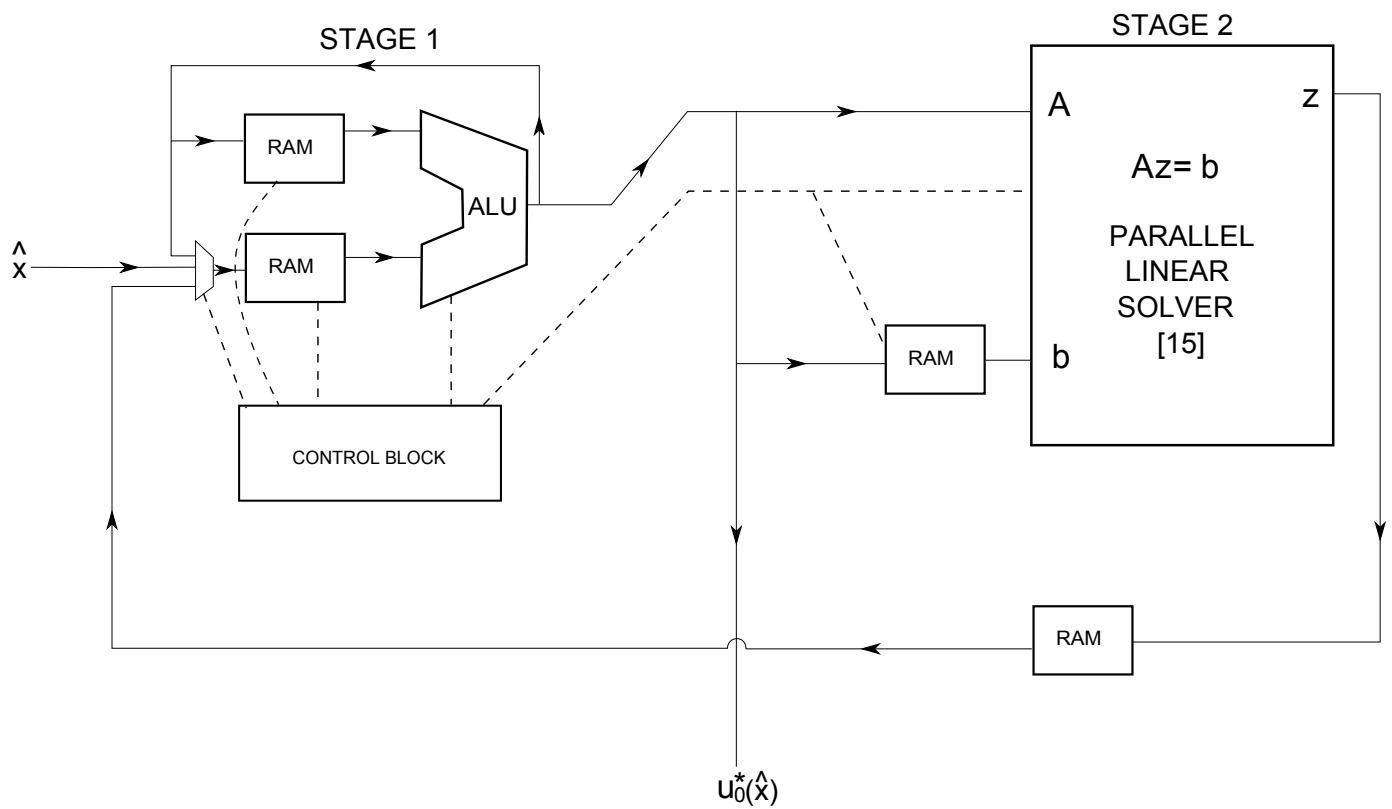 STAGE 1
STAGE 2
RAM
A
z
Az= b
ALU
x̂
RAM
PARALLEL
LINEAR
SOLVER
[15]
RAM
b
CONTROL BLOCK
RAM
u₀*(x̂)